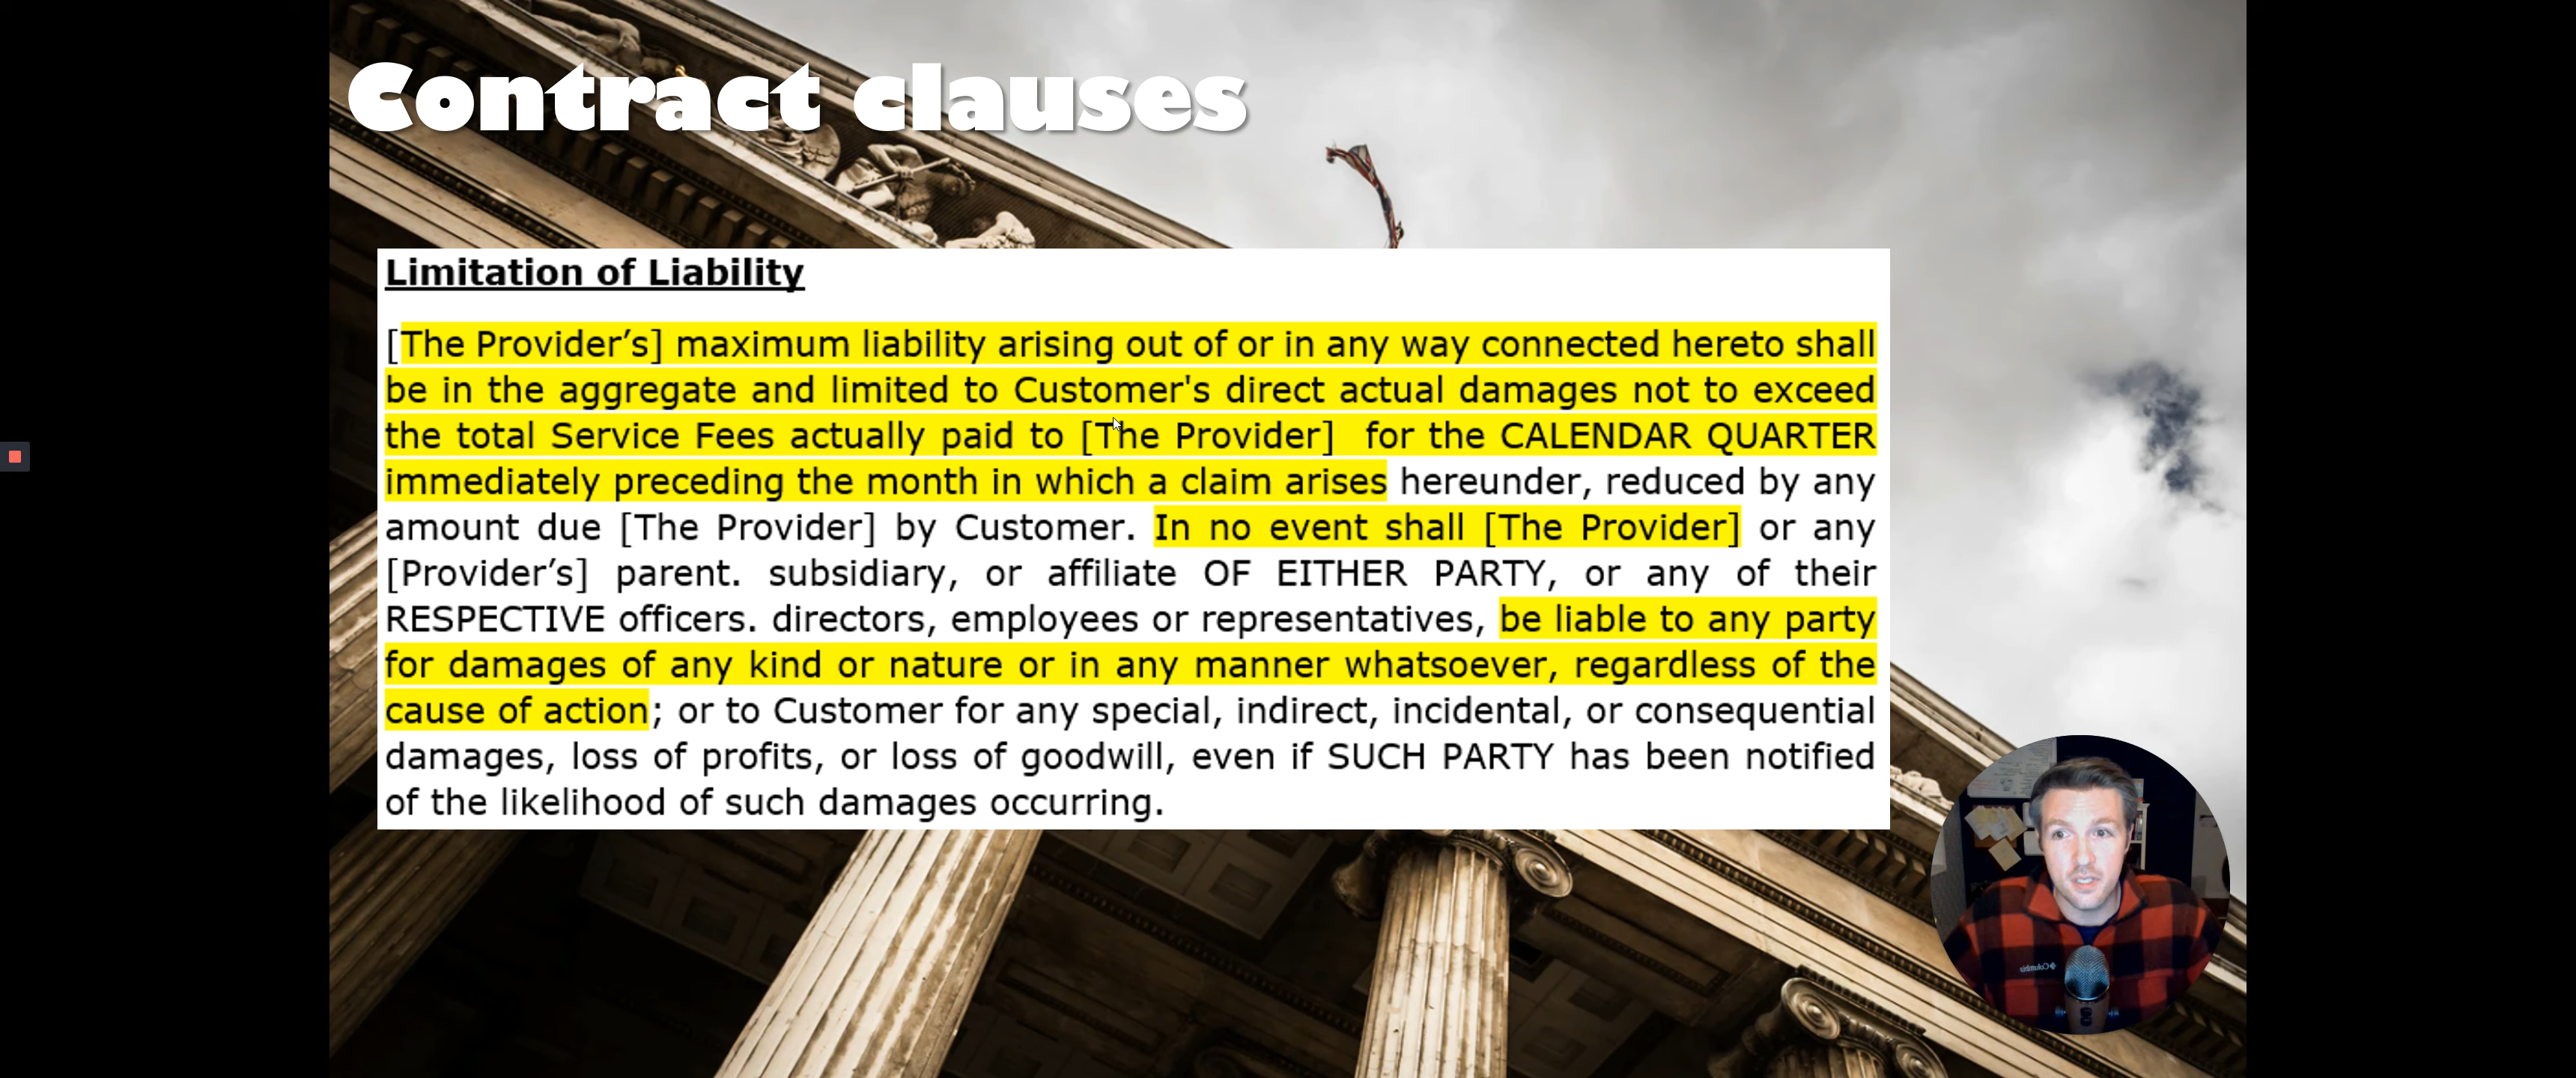 Contract clauses
Limitation of Liability
[The Provider’s] maximum liability arising out of or in any way connected hereto shall
be in the aggregate and limited to Customer's direct actual damages not to exceed
the total Service Fees actually paid to [The Provider]  for the CALENDAR QUARTER
immediately preceding the month in which a claim arises hereunder, reduced by any
amount due [The Provider] by Customer. In no event shall [The Provider] or any
[Provider’s] parent. subsidiary, or affiliate OF EITHER PARTY, or any of their
RESPECTIVE officers. directors, employees or representatives, be liable to any party
for damages of any kind or nature or in any manner whatsoever, regardless of the
cause of action; or to Customer for any special, indirect, incidental, or consequential
damages, loss of profits, or loss of goodwill, even if SUCH PARTY has been notified
of the likelihood of such damages occurring.
Columbia